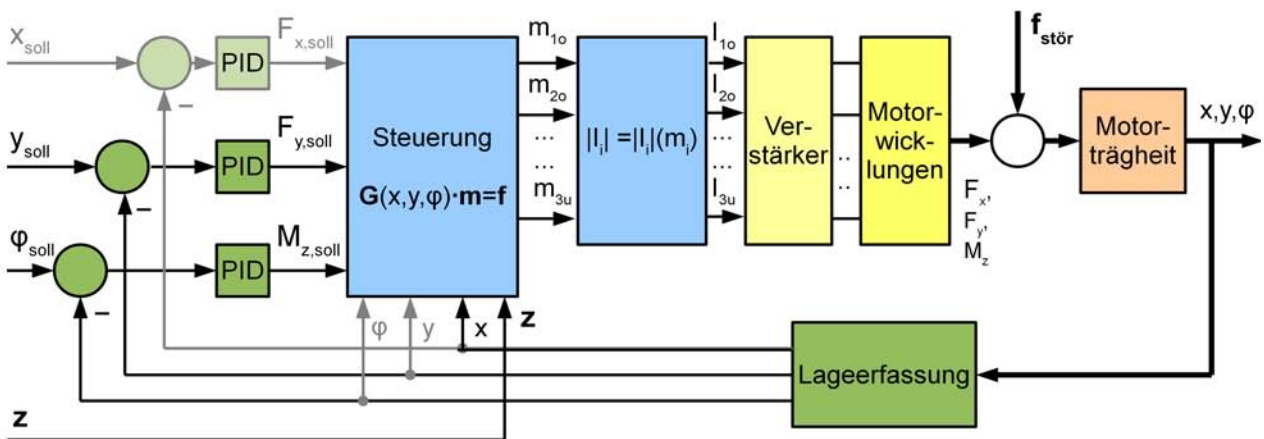 x_soll
PID
F_x,soll
y_soll
PID
F_y,soll
φ_soll
PID
M_z,soll
−
−
−
Steuerung
G(x,y,φ)·m=f
m_1o
m_2o
...
...
m_3u
|I_i| =|I_i|(m_i)
I_1o
I_2o
...
...
I_3u
Ver-
stärker
..
..
Motor-
wick-
lungen
F_x,
F_y,
M_z
f_stör
Motor-
trägheit
x,y,φ
φ
y
x
z
Lageerfassung
z